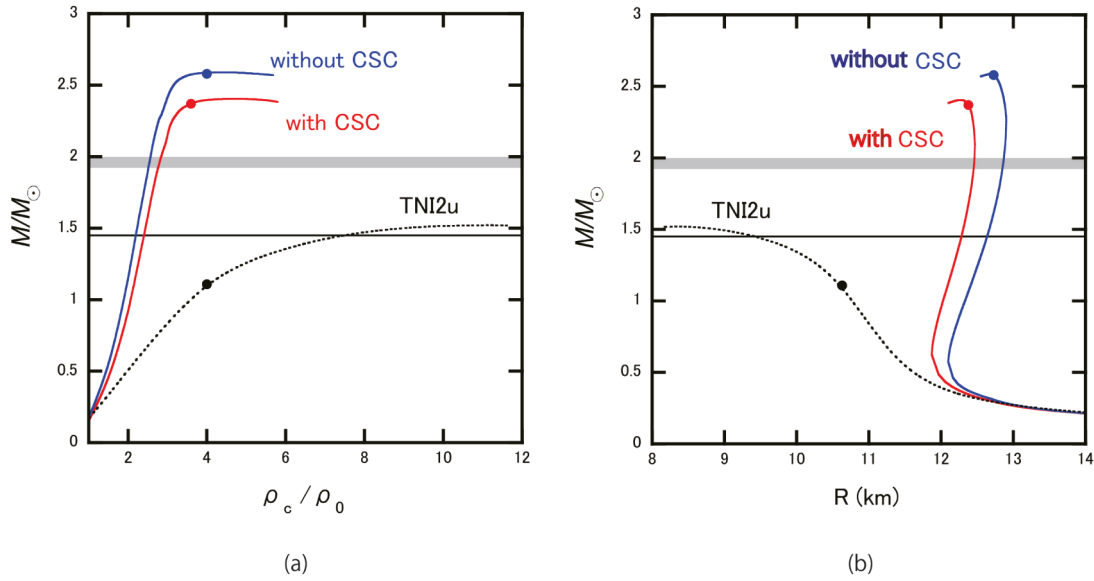 3
2.5
2
1.5
1
0.5
0
M/M☉
without CSC
with CSC
TNI2u
2 4 6 8 10 12
ρc / ρ0
(a)
3
2.5
2
1.5
1
0.5
0
M/M☉
without CSC
with CSC
TNI2u
8 9 10 11 12 13 14
R (km)
(b)